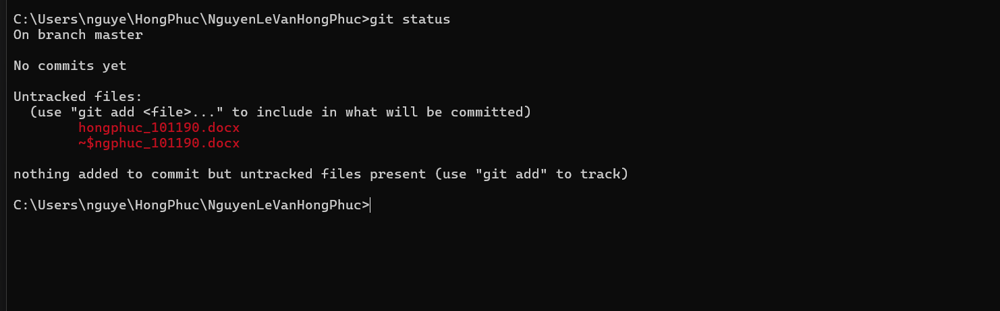 C:\Users\nguye\HongPhuc\NguyenLeVanHongPhuc>git status
On branch master
No commits yet
Untracked files:
  (use "git add <file>..." to include in what will be committed)
        hongphuc_101190.docx
        ~$ngphuc_101190.docx
nothing added to commit but untracked files present (use "git add" to track)
C:\Users\nguye\HongPhuc\NguyenLeVanHongPhuc>